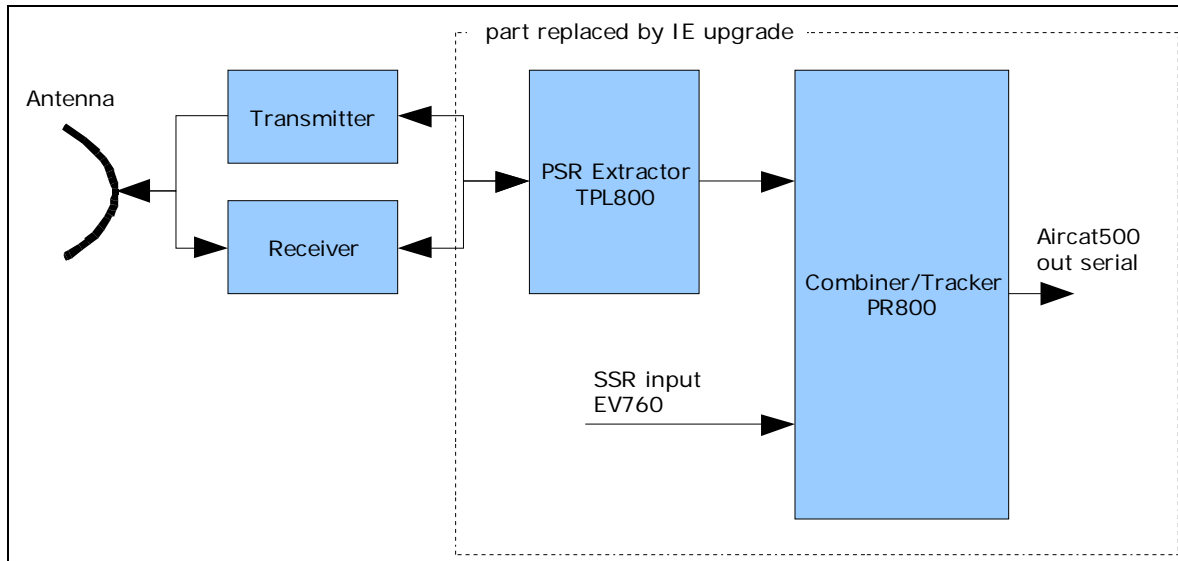 part replaced by IE upgrade
Antenna
Transmitter
Receiver
PSR Extractor
TPL800
Combiner/Tracker
PR800
Aircat500
out serial
SSR input
EV760